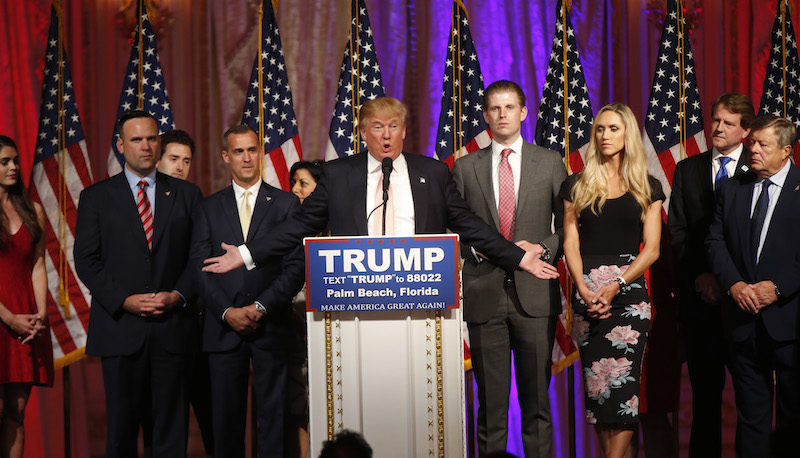 TRUMP
TEXT "TRUMP" to 88022
Palm Beach, Florida
MAKE AMERICA GREAT AGAIN!